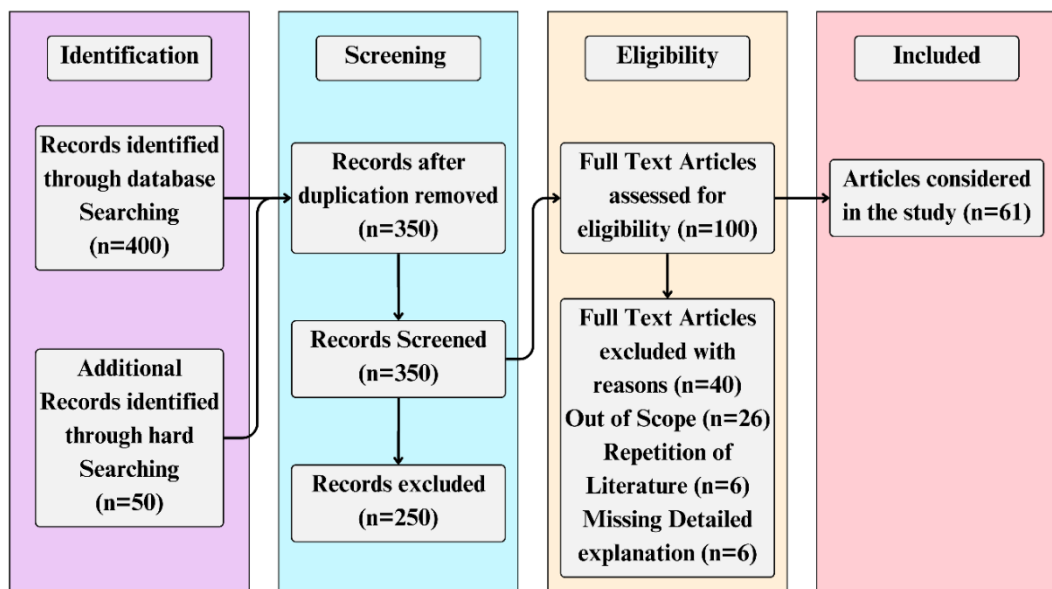 Identification
Records identified
through database
Searching
(n=400)
Additional
Records identified
through hard
Searching
(n=50)
Screening
Records after
duplication removed
(n=350)
Records Screened
(n=350)
Records excluded
(n=250)
Eligibility
Full Text Articles
assessed for
eligibility (n=100)
Full Text Articles
excluded with
reasons (n=40)
Out of Scope (n=26)
Repetition of
Literature (n=6)
Missing Detailed
explanation (n=6)
Included
Articles considered
in the study (n=61)